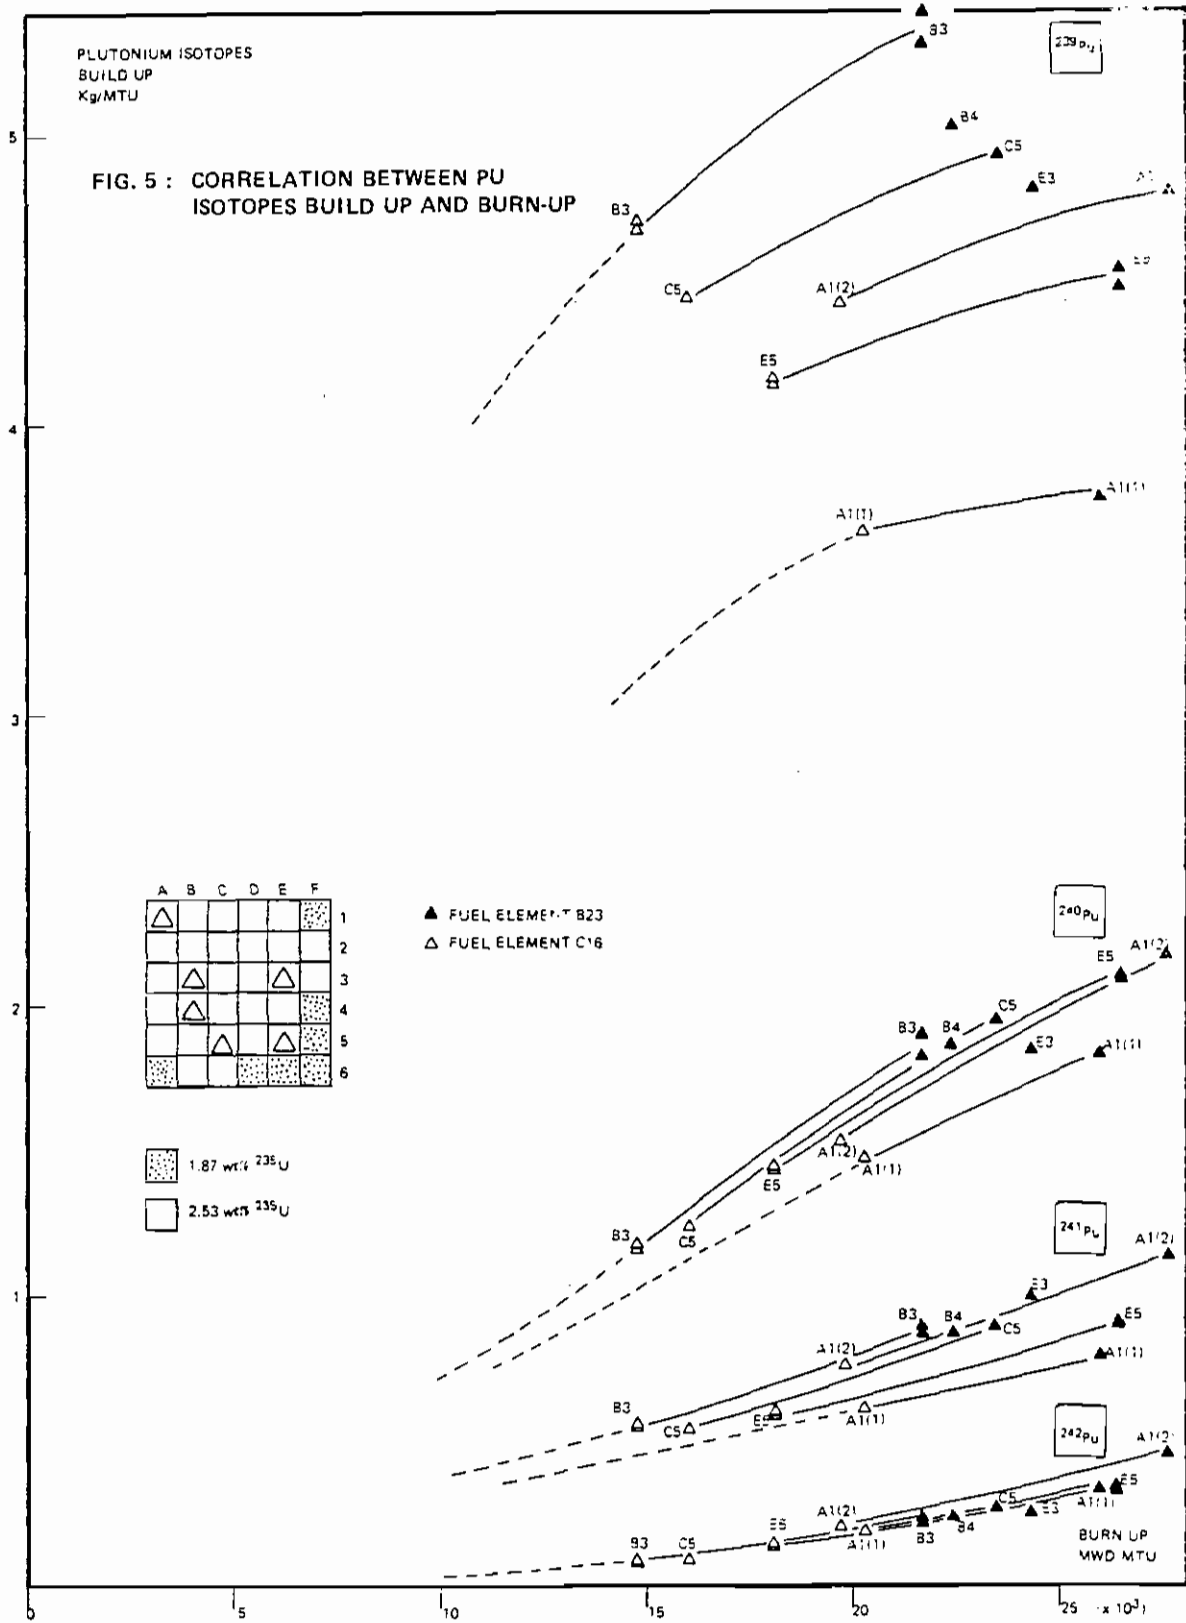 PLUTONIUM ISOTOPES
BUILD UP
Kg/MTU
FIG. 5 : CORRELATION BETWEEN PU
ISOTOPES BUILD UP AND BURN-UP
239Pu
B3
B4
C5
E3
A1
B3
C5
A1(2)
E5
A1(1)
A1(1)
5
4
3
2
1
0
A B C D E F
1
2
3
4
5
6
▲ FUEL ELEMENT B23
△ FUEL ELEMENT C16
1.87 wt% 235U
2.53 wt% 235U
240Pu
A1(2)
E5
C5
B4
B3
E3
A1(1)
A1(2)
A1(1)
E5
C5
B3
241Pu
A1(2)
E3
B3
B4
C5
E5
A1(1)
A1(2)
B3
C5
E5
A1(1)
242Pu
A1(2)
E5
C5
A1(1)
E3
B4
B3
A1(2)
A1(1)
E5
C5
B3
BURN UP
MWD MTU
0 5 10 15 20 25 (x 10³)